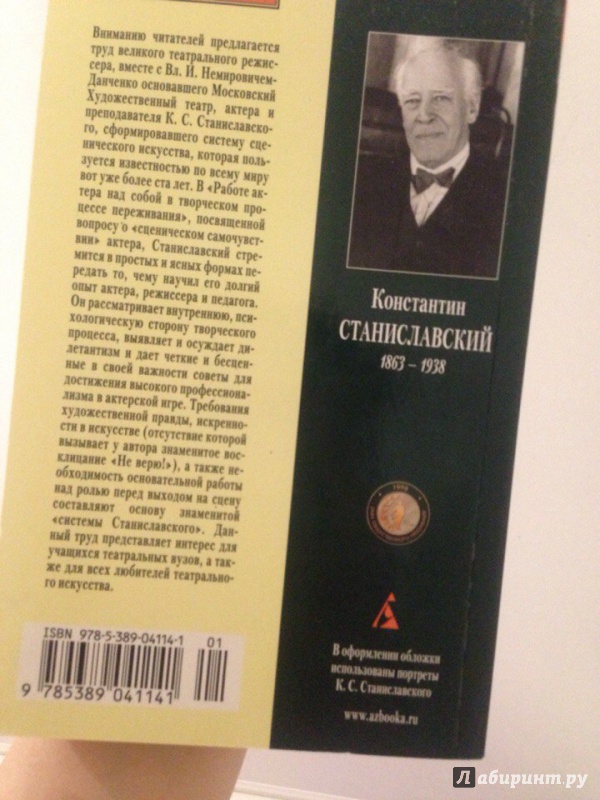 Вниманию читателей предлагается
труд великого театрального режис-
сера, вместе с Вл. И. Немировичем-
Данченко основавшего Московский
Художественный театр, актера и
преподавателя К. С. Станиславско-
го, сформировавшего систему сце-
нического искусства, которая поль-
зуется известностью по всему миру
вот уже более ста лет. В «Работе ак-
тера над собой в творческом про-
цессе переживания», посвященной
вопросу о «сценическом самочувст-
вии» актера, Станиславский стре-
мится в простых и ясных формах пе-
редать то, чему научил его долгий
опыт актера, режиссера и педагога.
Он рассматривает внутреннюю, пси-
хологическую сторону творческого
процесса, выявляет и осуждает ди-
летантизм и дает четкие и бесцен-
ные в своей важности советы для
достижения высокого профессиона-
лизма в актерской игре. Требования
художественной правды, искренно-
сти в искусстве (отсутствие которой
вызывает у автора знаменитое вос-
клицание «Не верю!»), а также не-
обходимость основательной работы
над ролью перед выходом на сцену
составляют основу знаменитой
«системы Станиславского». Дан-
ный труд представляет интерес для
учащихся театральных вузов, а так-
же для всех любителей театрально-
го искусства.
ISBN 978-5-389-04114-1
01
9 785389 041141
Константин
СТАНИСЛАВСКИЙ
1863 – 1938
В оформлении обложки
использованы портреты
К. С. Станиславского
www.azbooka.ru
Лабиринт.ру